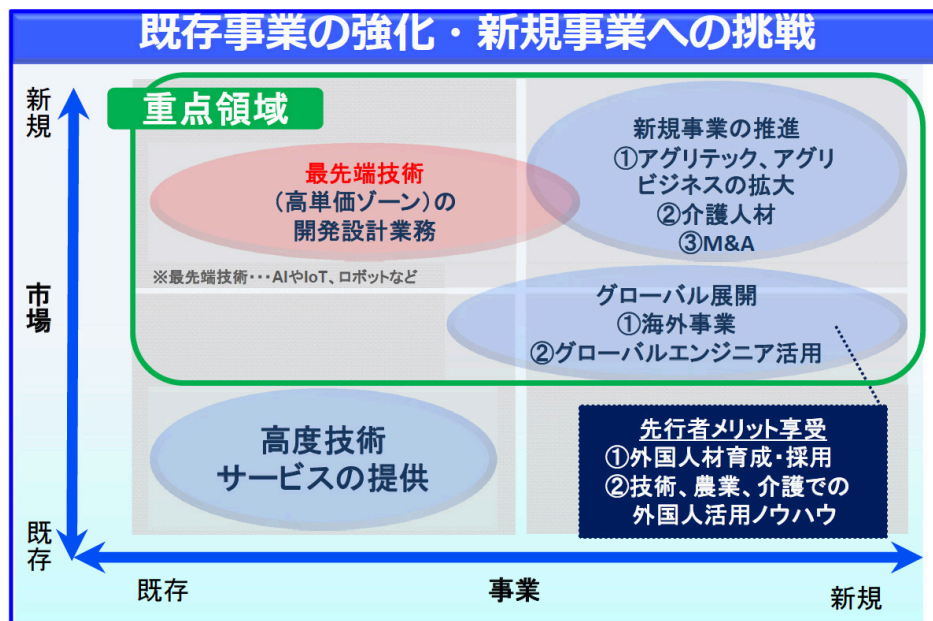 既存事業の強化・新規事業への挑戦
新規
重点領域
新規事業の推進
①アグリテック、アグリ
ビジネスの拡大
②介護人材
③M&A
最先端技術
(高単価ゾーン)の
開発設計業務
※最先端技術・・・AIやIoT、ロボットなど
市場
グローバル展開
①海外事業
②グローバルエンジニア活用
高度技術
サービスの提供
先行者メリット享受
①外国人材育成・採用
②技術、農業、介護での
外国人活用ノウハウ
既存
既存
事業
新規